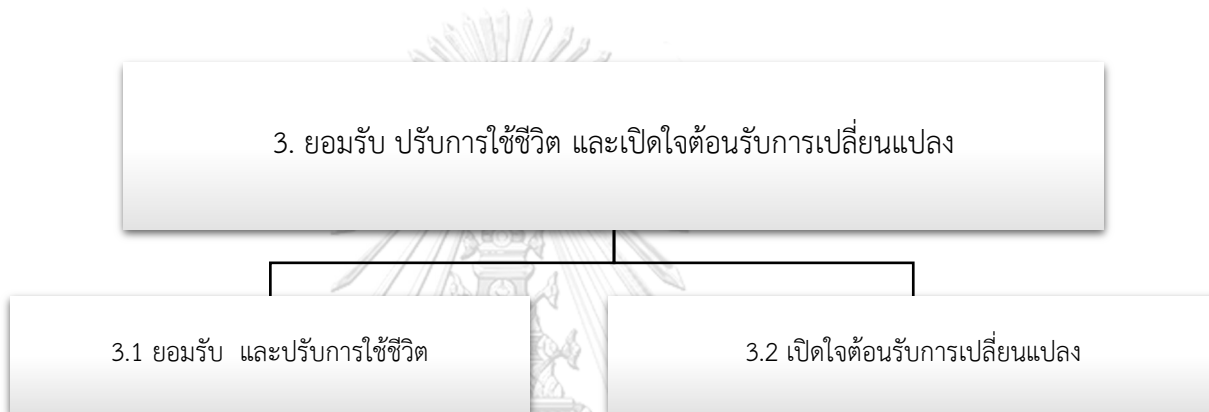 3. ยอมรับ ปรับการใช้ชีวิต และเปิดใจต้อนรับการเปลี่ยนแปลง
3.1 ยอมรับ และปรับการใช้ชีวิต
3.2 เปิดใจต้อนรับการเปลี่ยนแปลง